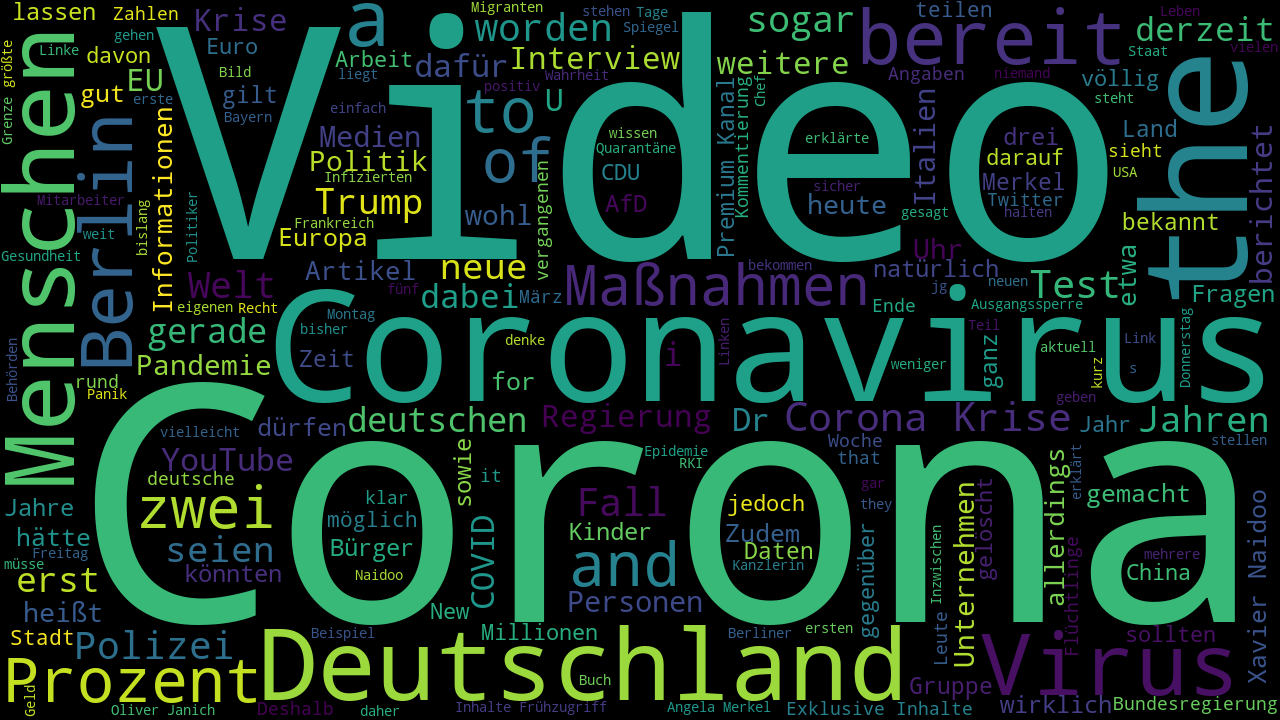 lassen
Zahlen
Krise
a
worden
Migranten
stehen
Tage
Spiegel
sogar
bereit
teilen
derzeit
Leben
vielen
größte
Linke
gehen
davon
Euro
Arbeit
dafür
Interview
Wahrheit
weitere
Angaben
niemand
Staat
völlig
steht
EU
Bild
liegt
positiv
Chef
Grenze
gut
erste
gilt
Bayern
einfach
to
U
Video
the
Menschen
Berlin
Informationen
Medien
Politik
Infizierten
of
wissen
Quarantäne
CDU
AfD
Premium Kanal
Kommentierung
erklärte
sicher
heute
Italien
drei
darauf
Merkel
Twitter
halten
Land
sieht
USA
bekannt
berichtet
Mitarbeiter
weit
Gesundheit
bislang
Politiker
Trump
Frankreich
Europa
wohl
vergangenen
gesagt
Uhr
natürlich
etwa
Welt
Artikel
neue
Maßnahmen
bekommen
jg
neuen
Test
Fragen
eigenen
Recht
fünf
dabei
März
Ende
Ausgangssperre
Montag
bisher
gerade
Coronavirus
Behörden
Pandemie
Zeit
denke
i
Linken
Teil
weniger
ganz
aktuell
Link
s
kurz
Donnerstag
rund
Panik
for
geben
deutschen
Regierung
Dr
Corona Krise
Jahr
Jahren
vielleicht
dürfen
sowie
Epidemie
RKI
Woche
that
stellen
YouTube
deutsche
it
gar
they
allerdings
erklärt
gemacht
Corona
Jahre
zwei
klar
möglich
Fall
jedoch
gelöscht
hätte
Freitag
seien
Bürger
COVID
Kinder
Zudem
Daten
Kanzlerin
gegenüber
Inzwischen
Unternehmen
Flüchtlinge
mehrere
China
Xavier Naidoo
müsse
erst
könnten
Naidoo
and
Personen
heißt
New
Stadt
Polizei
Beispiel
Millionen
Berliner
ersten
Leute
sollten
Prozent
Deutschland
Virus
Geld
Buch
Gruppe
wirklich
Bundesregierung
Oliver Janich
Deshalb
daher
Inhalte Frühzugriff
Angela Merkel
Exklusive Inhalte